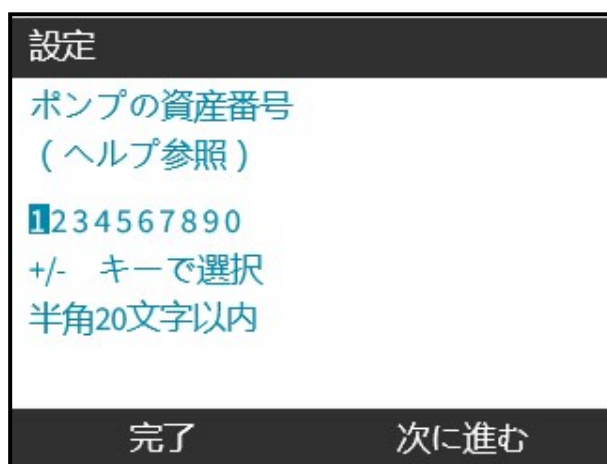 設定
ポンプの資産番号
(ヘルプ参照)
1234567890
+/- キーで選択
半角20文字以内
完了 次に進む